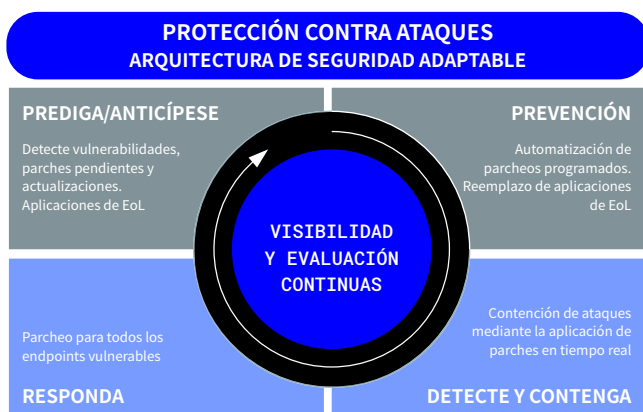 PROTECCIÓN CONTRA ATAQUES
ARQUITECTURA DE SEGURIDAD ADAPTABLE
PREDIGA/ANTICÍPESE
Detecte vulnerabilidades,
parches pendientes y
actualizaciones.
Aplicaciones de EoL
PREVENCIÓN
Automatización de
parcheos programados.
Reemplazo de aplicaciones
de EoL
VISIBILIDAD
Y EVALUACIÓN
CONTINUAS
Parcheo para todos los
endpoints vulnerables
RESPONDA
Contención de ataques
mediante la aplicación de
parches en tiempo real
DETECTE Y CONTENGA